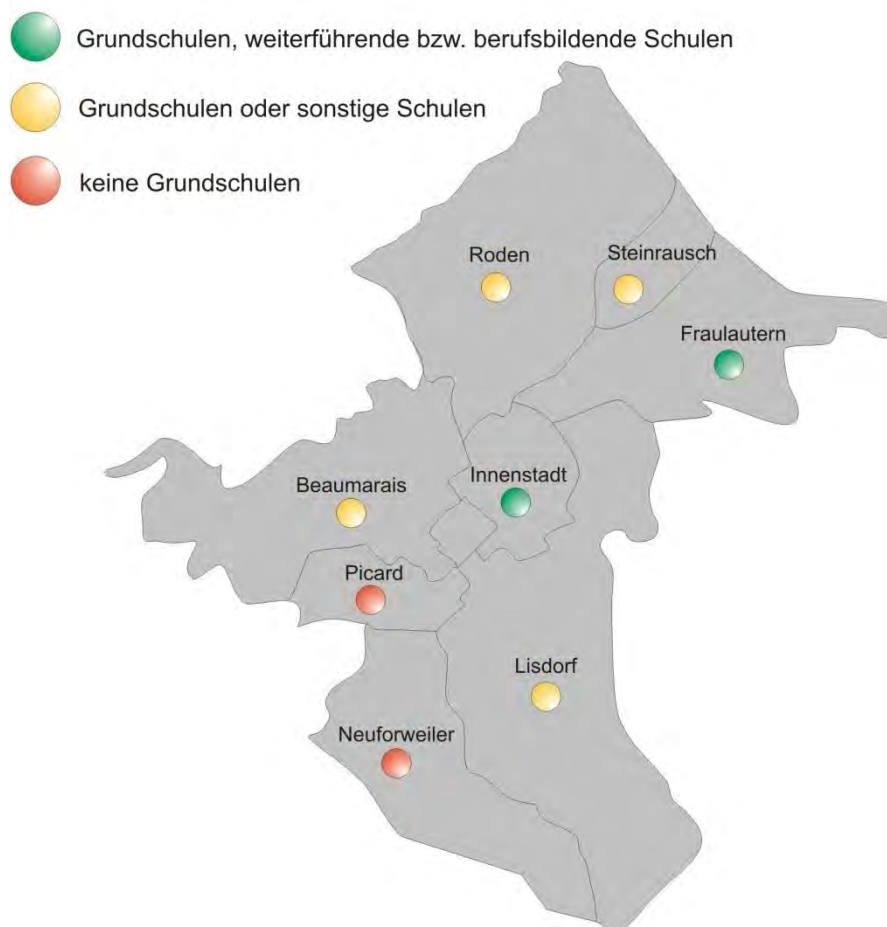 Grundschulen, weiterführende bzw. berufsbildende Schulen
Grundschulen oder sonstige Schulen
keine Grundschulen
Roden
Steinrausch
Fraulautern
Innenstadt
Beaumarais
Picard
Lisdorf
Neuforweiler